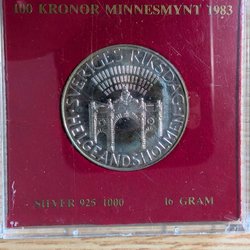 100 KRONOR MINNESMYNT 1983
SVERIGES RIKSDAG
HELGEANDSHOLMEN
SILVER 925 1000 16 GRAM